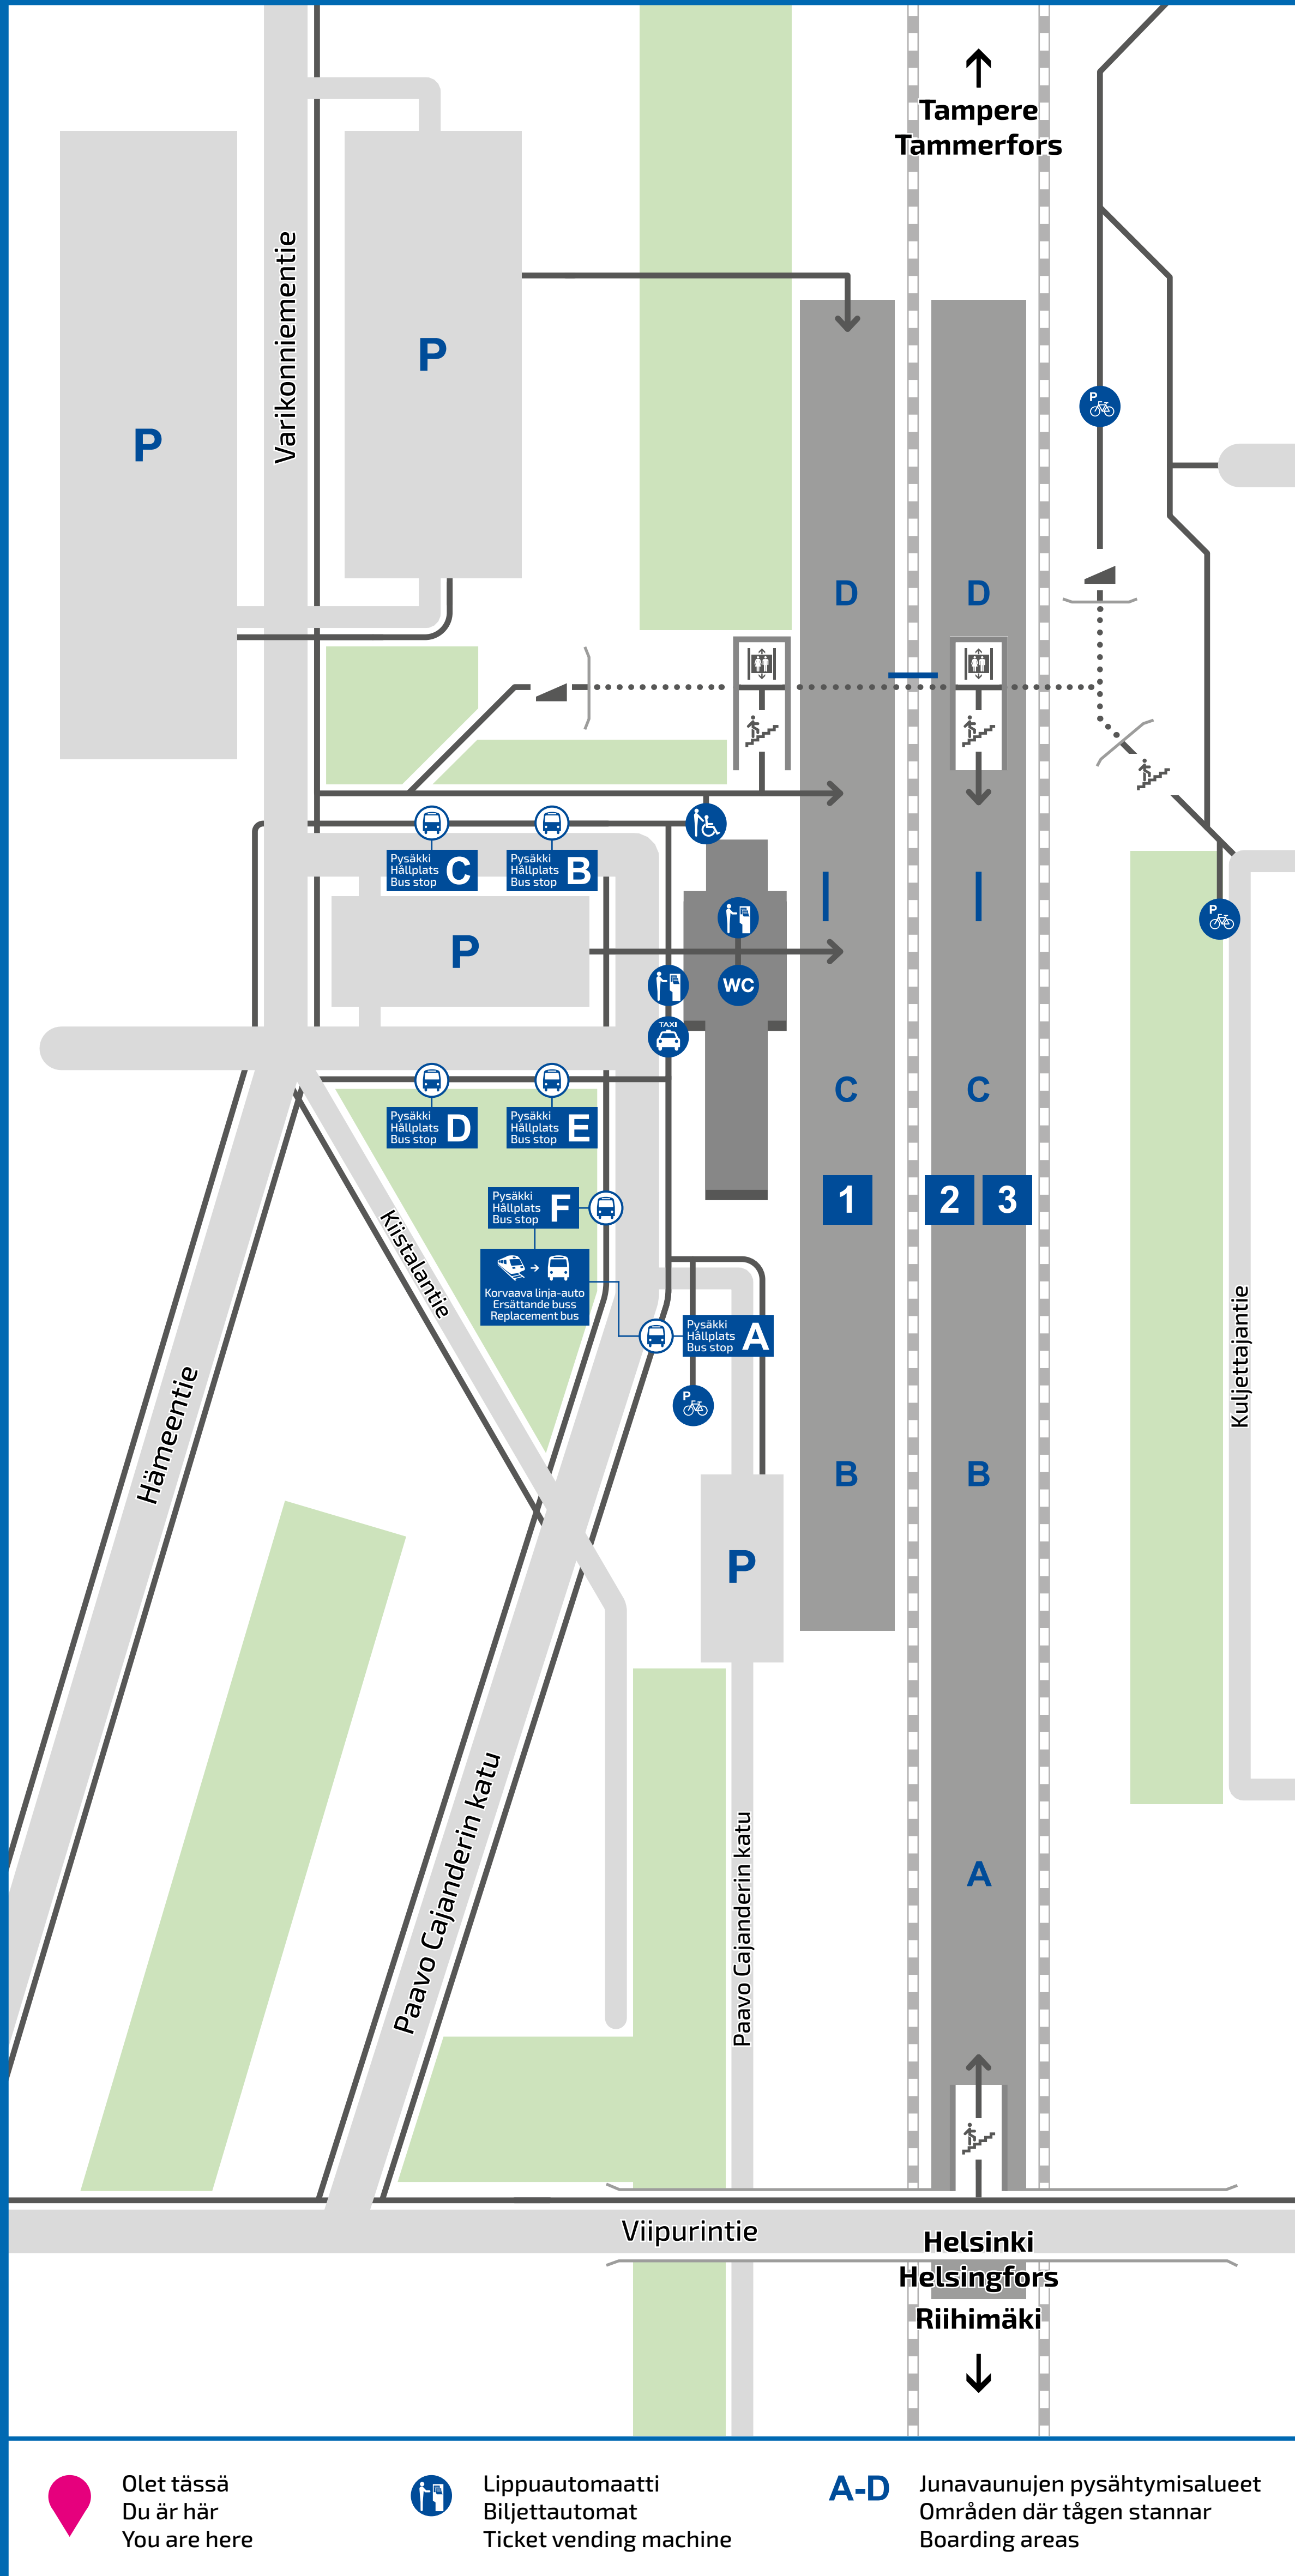 Tampere
Tammerfors
Varikonniementie
P
P
P
D
D
Pysäkki
Hållplats
Bus stop
C
Pysäkki
Hållplats
Bus stop
B
P
P
WC
P
TAXI
C
C
Pysäkki
Hållplats
Bus stop
D
Pysäkki
Hållplats
Bus stop
E
1
2
3
Pysäkki
Hållplats
Bus stop
F
Kiistalantie
Korvaava linja-auto
Ersättande buss
Replacement bus
Pysäkki
Hållplats
Bus stop
A
Kuljettajantie
Hämeentie
P
B
B
P
Paavo Cajanderin katu
Paavo Cajanderin katu
A
Viipurintie
Helsinki
Helsingfors
Riihimäki
Olet tässä
Du är här
You are here
Lippuautomaatti
Biljettautomat
Ticket vending machine
A-D
Junavaunujen pysähtymisalueet
Områden där tågen stannar
Boarding areas